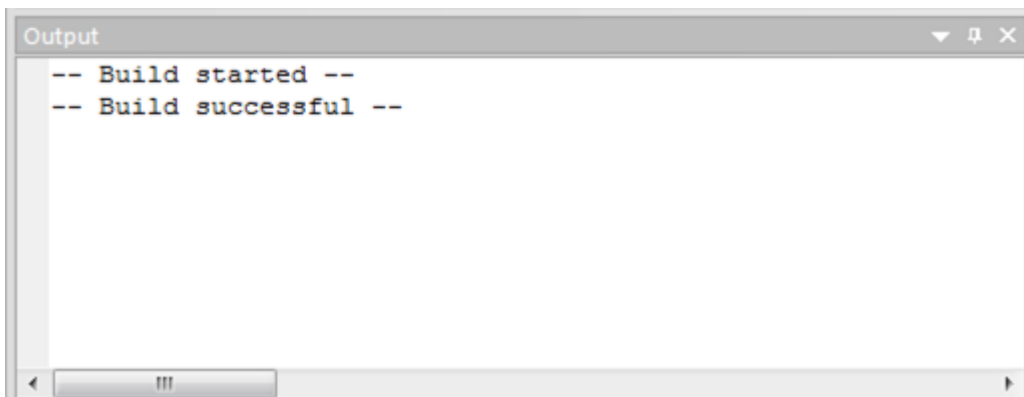 Output
-- Build started --
-- Build successful --